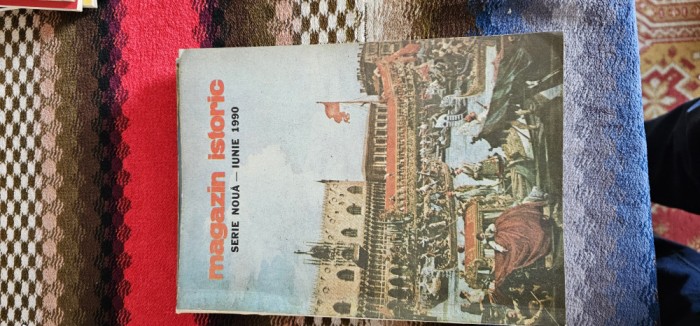 magazin istoric
SERIE NOUĂ — IUNIE 1990